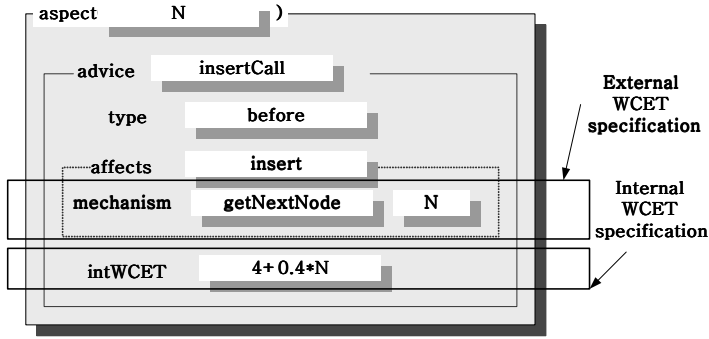 aspect N )
advice insertCall
type before
affects insert
mechanism getNextNode N
intWCET 4+0.4*N
External
WCET
specification
Internal
WCET
specification